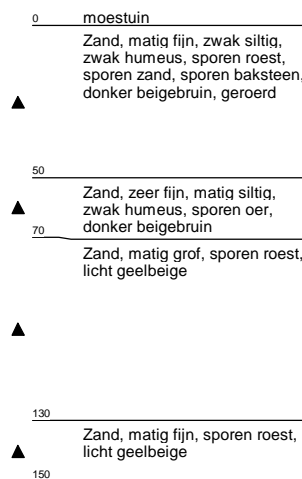 0 moestuin
Zand, matig fijn, zwak siltig,
zwak humeus, sporen roest,
sporen zand, sporen baksteen,
donker beigebruin, geroerd
50
Zand, zeer fijn, matig siltig,
zwak humeus, sporen oer,
donker beigebruin
70
Zand, matig grof, sporen roest,
licht geelbeige
130
Zand, matig fijn, sporen roest,
licht geelbeige
150